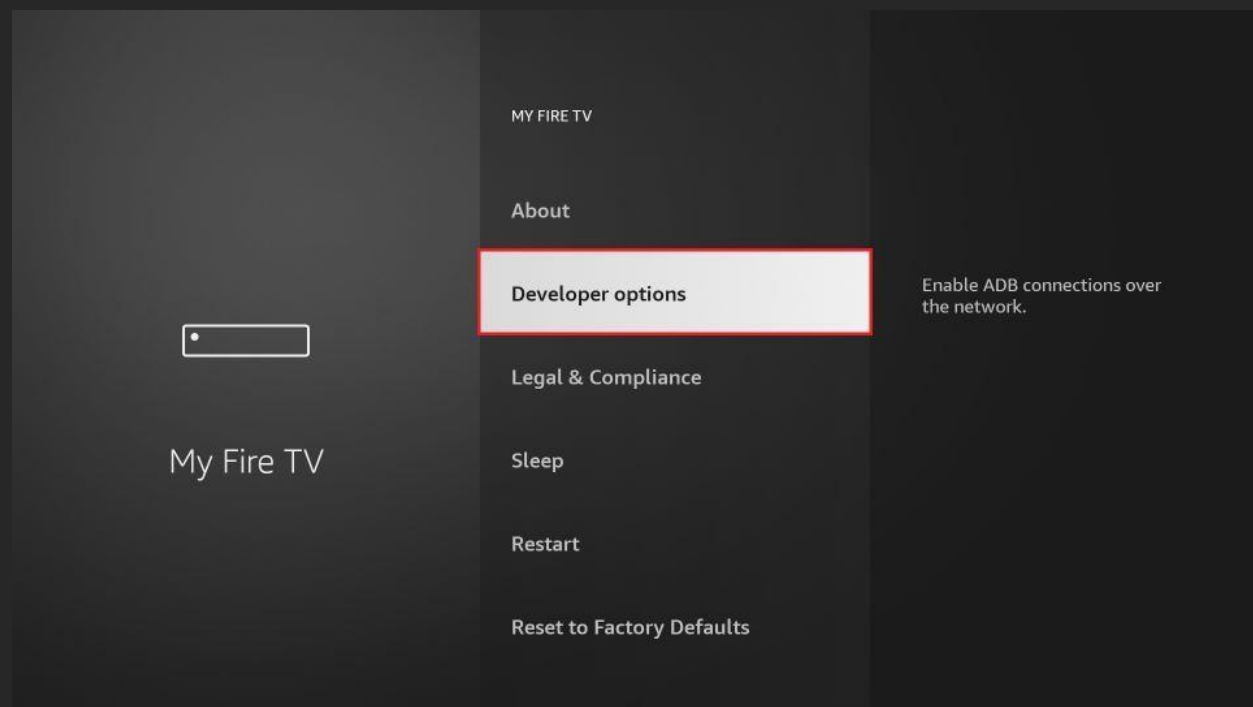 MY FIRE TV
About
Developer options
Enable ADB connections over
the network.
Legal & Compliance
My Fire TV
Sleep
Restart
Reset to Factory Defaults